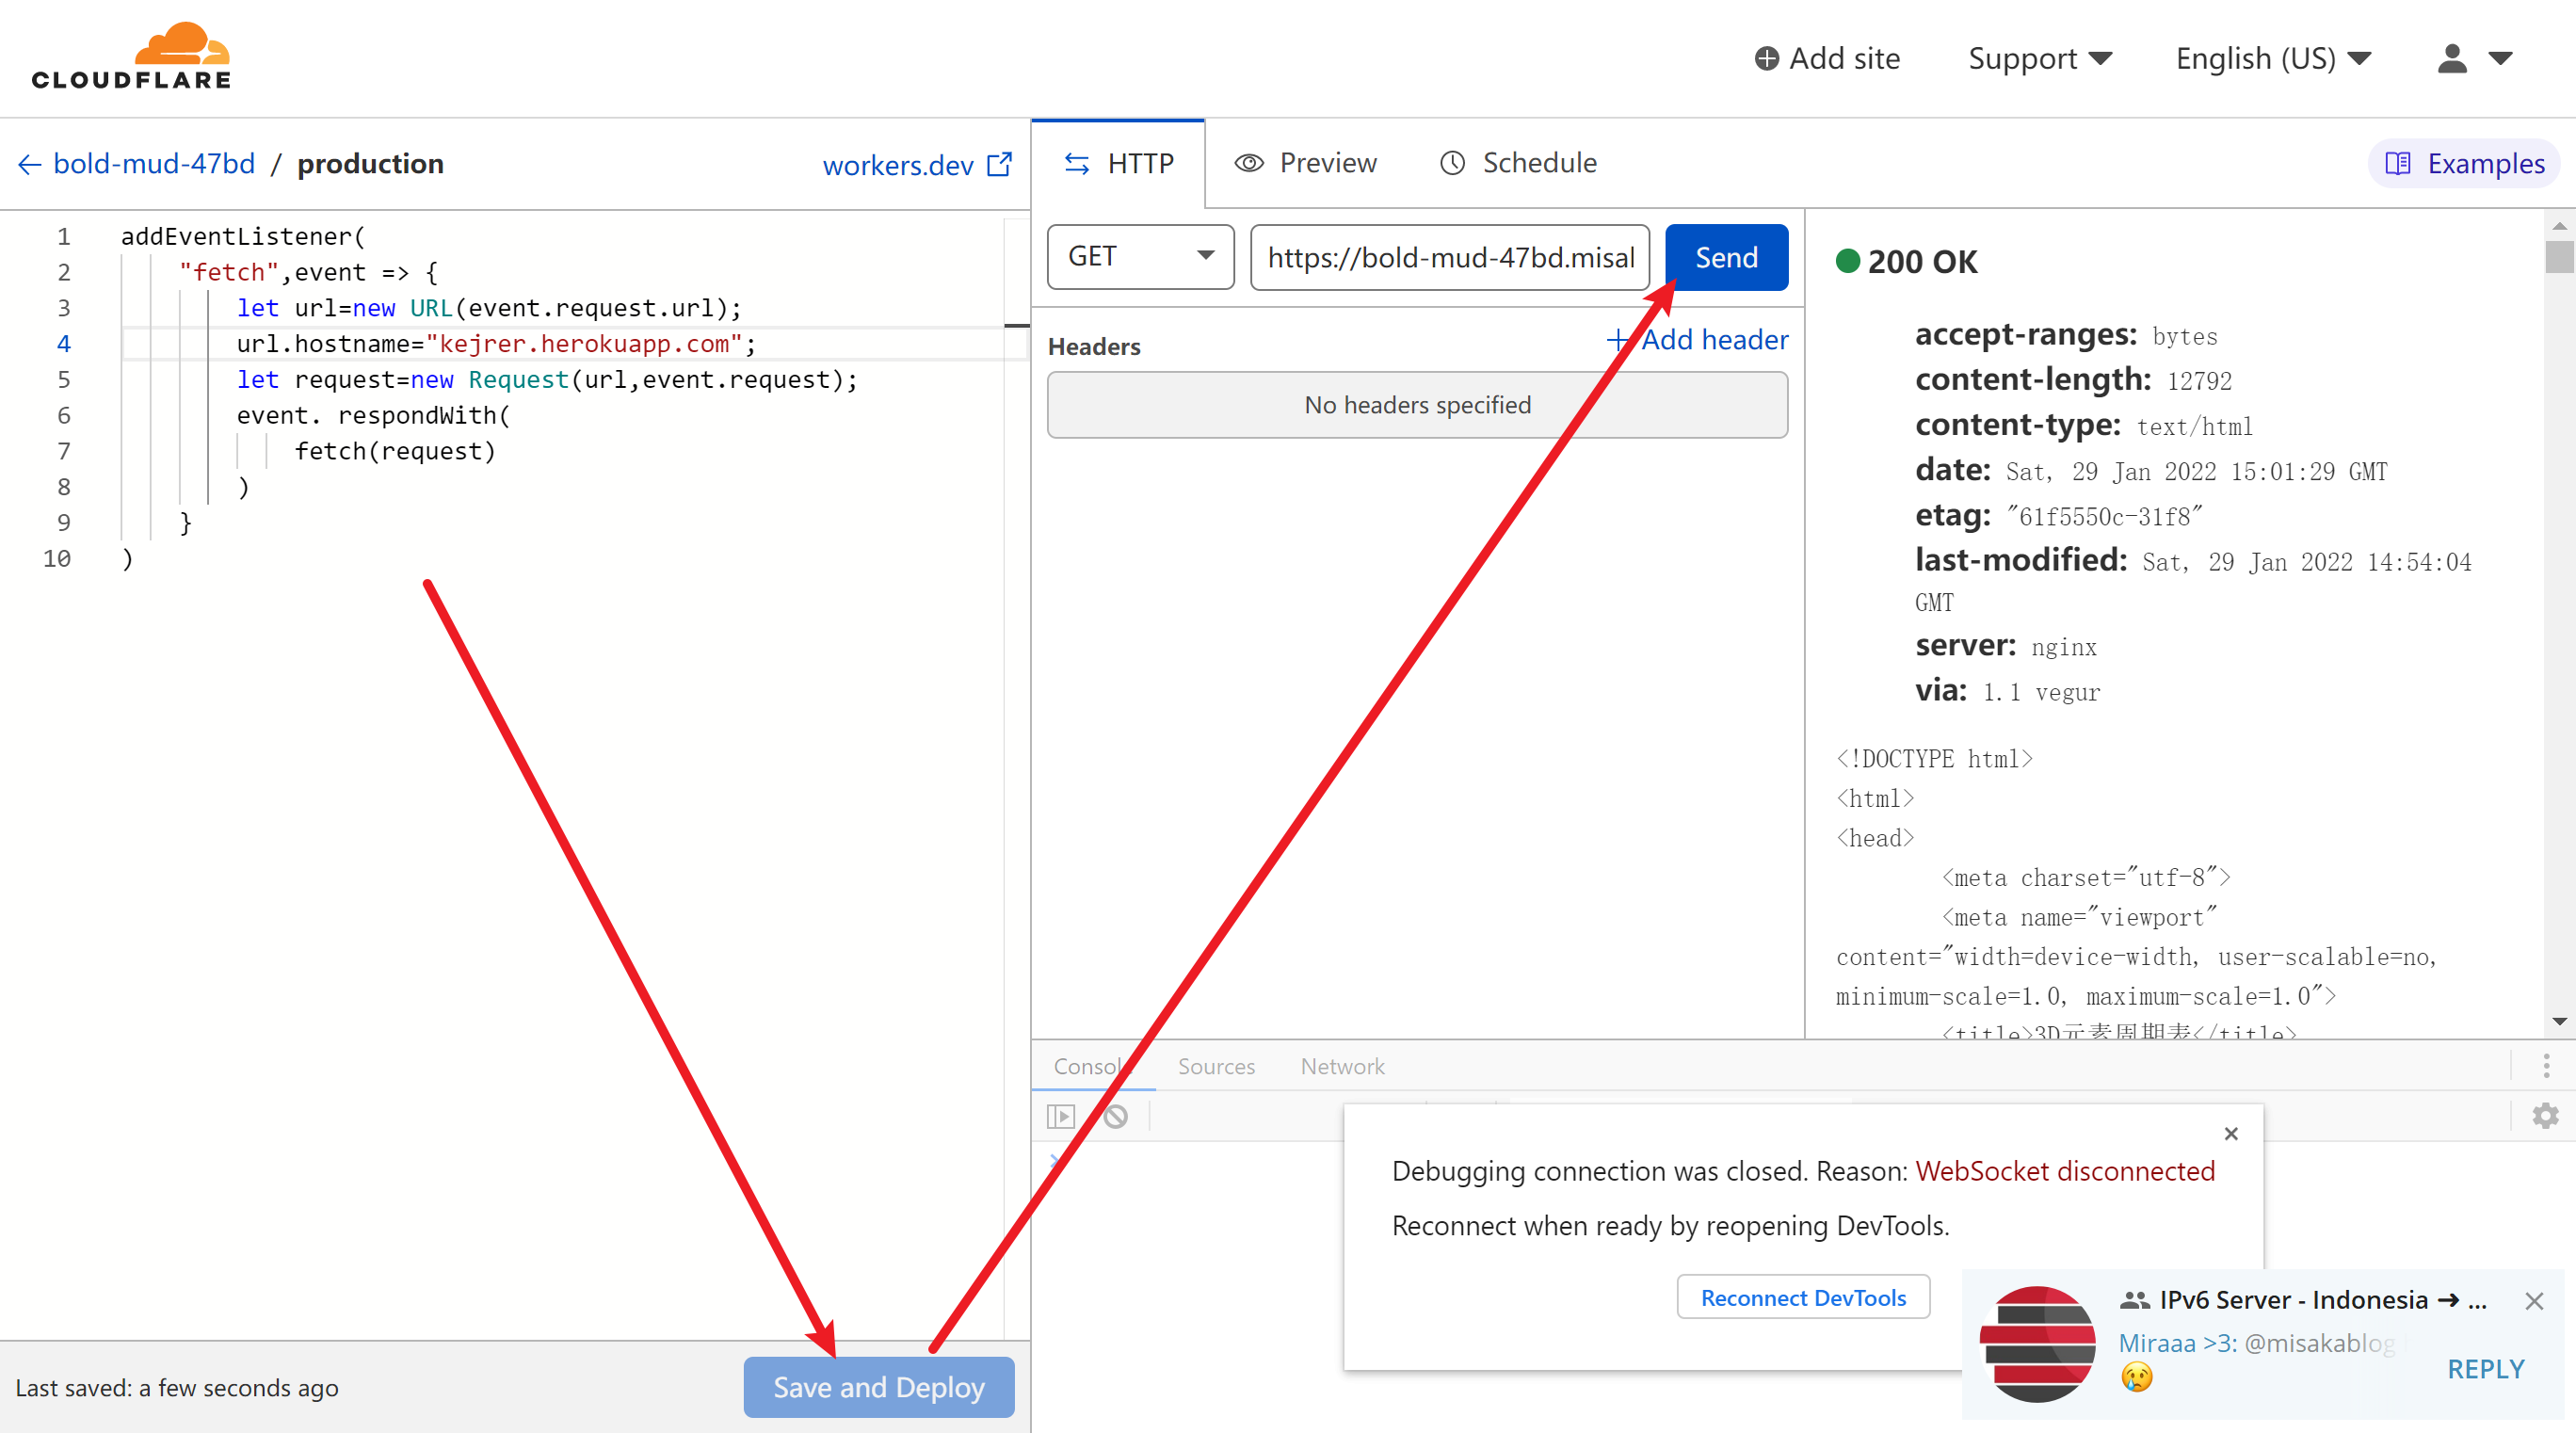 CLOUDFLARE
Add site
Support
English (US)
bold-mud-47bd / production
workers.dev
HTTP
Preview
Schedule
Examples
1 addEventListener(
2 "fetch",event => {
3 let url=new URL(event.request.url);
4 url.hostname="kejrer.herokuapp.com";
5 let request=new Request(url,event.request);
6 event. respondWith(
7 fetch(request)
8 )
9 }
10 )
Last saved: a few seconds ago
Save and Deploy
GET
https://bold-mud-47bd.misal
Send
Headers
Add header
No headers specified
200 OK
accept-ranges: bytes
content-length: 12792
content-type: text/html
date: Sat, 29 Jan 2022 15:01:29 GMT
etag: "61f5550c-31f8"
last-modified: Sat, 29 Jan 2022 14:54:04
GMT
server: nginx
via: 1.1 vegur
<!DOCTYPE html>
<html>
<head>
<meta charset="utf-8">
<meta name="viewport"
content="width=device-width, user-scalable=no,
minimum-scale=1.0, maximum-scale=1.0">
<title>3D元素周期表</title>
Console
Sources
Network
Debugging connection was closed. Reason: WebSocket disconnected
Reconnect when ready by reopening DevTools.
Reconnect DevTools
IPv6 Server - Indonesia ➜ ...
Miraaa >3: @misakablog
😢
REPLY